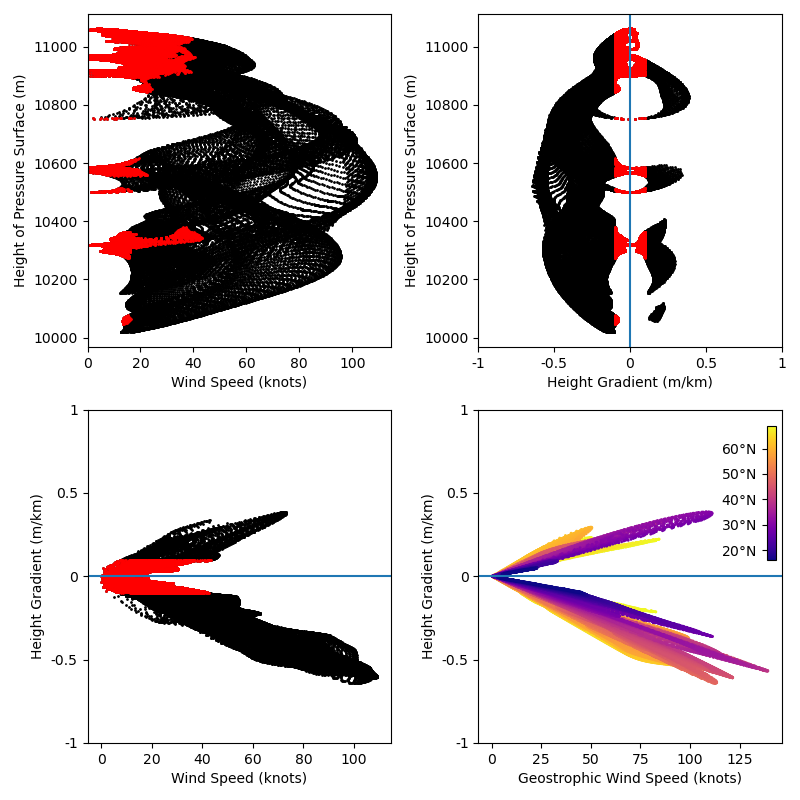 Height of Pressure Surface (m)
11000
10800
10600
10400
10200
10000
0 20 40 60 80 100
Wind Speed (knots)
Height of Pressure Surface (m)
11000
10800
10600
10400
10200
10000
-1 -0.5 0 0.5 1
Height Gradient (m/km)
Height Gradient (m/km)
1
0.5
0
-0.5
-1
0 20 40 60 80 100
Wind Speed (knots)
Height Gradient (m/km)
1
0.5
0
-0.5
-1
0 25 50 75 100 125
Geostrophic Wind Speed (knots)
60°N
50°N
40°N
30°N
20°N